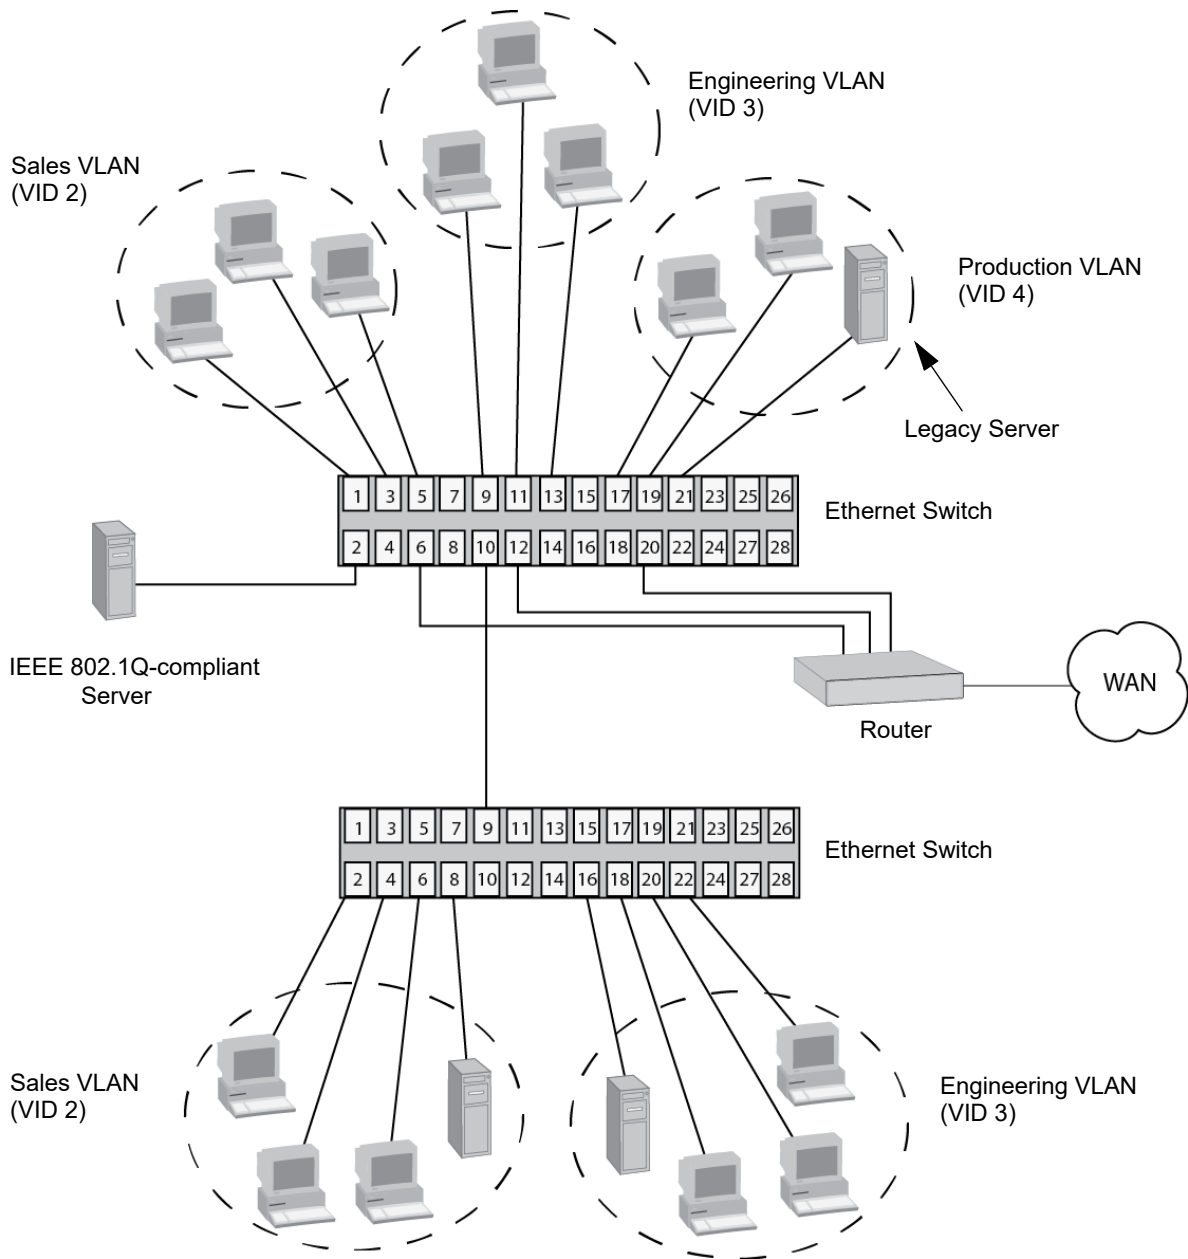 Engineering VLAN
(VID 3)
Sales VLAN
(VID 2)
Production VLAN
(VID 4)
Legacy Server
1 3 5 7 9 11 13 15 17 19 21 23 25 26
Ethernet Switch
2 4 6 8 10 12 14 16 18 20 22 24 27 28
IEEE 802.1Q-compliant
Server
WAN
Router
1 3 5 7 9 11 13 15 17 19 21 23 25 26
Ethernet Switch
2 4 6 8 10 12 14 16 18 20 22 24 27 28
Sales VLAN
(VID 2)
Engineering VLAN
(VID 3)